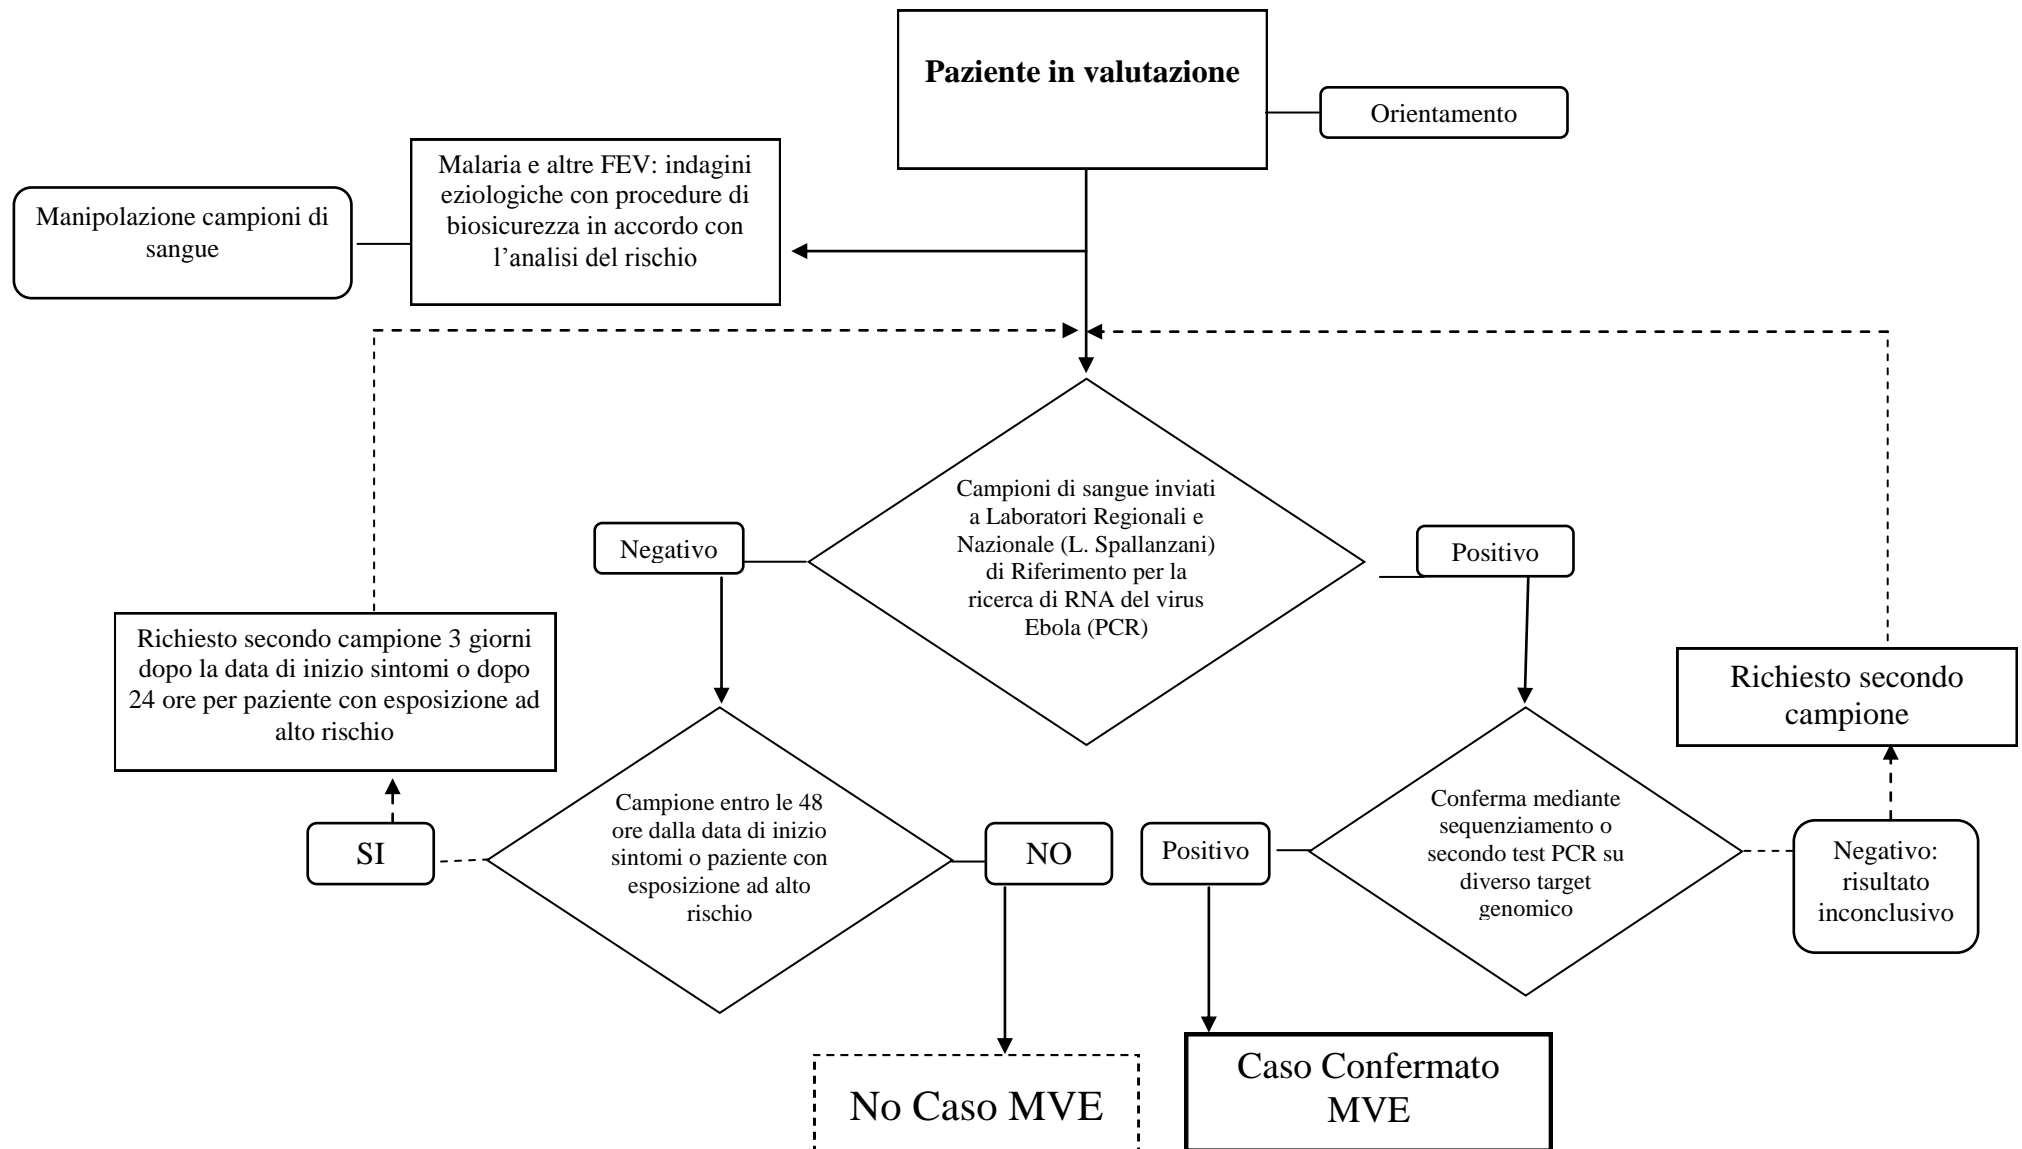 Paziente in valutazione
Orientamento
Malaria e altre FEV: indagini
eziologiche con procedure di
biosicurezza in accordo con
l’analisi del rischio
Manipolazione campioni di
sangue
Campioni di sangue inviati
a Laboratori Regionali e
Nazionale (L. Spallanzani)
di Riferimento per la
ricerca di RNA del virus
Ebola (PCR)
Negativo
Positivo
Richiesto secondo campione 3 giorni
dopo la data di inizio sintomi o dopo
24 ore per paziente con esposizione ad
alto rischio
Richiesto secondo
campione
Campione entro le 48
ore dalla data di inizio
sintomi o paziente con
esposizione ad alto
rischio
SI
NO
Conferma mediante
sequenziamento o
secondo test PCR su
diverso target
genomico
Positivo
Negativo:
risultato
inconclusivo
No Caso MVE
Caso Confermato
MVE